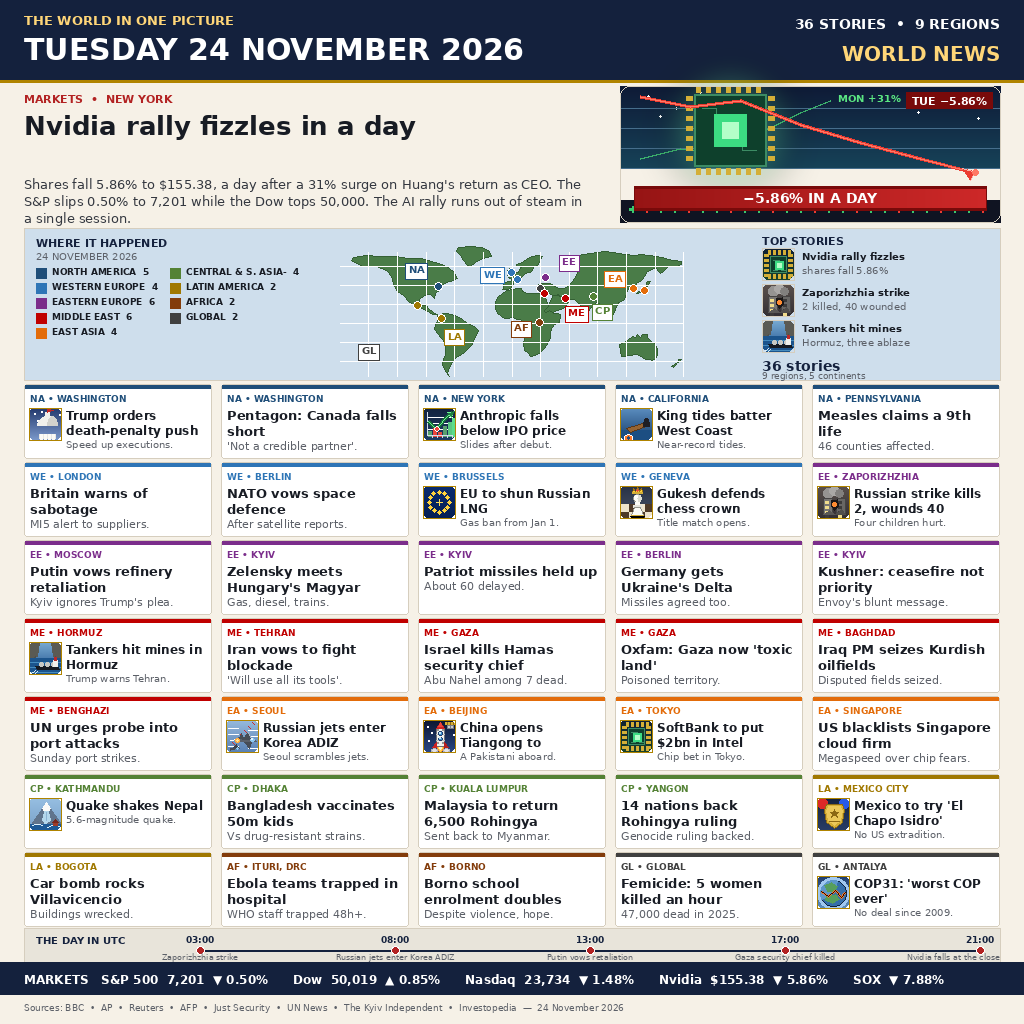 THE WORLD IN ONE PICTURE
TUESDAY 24 NOVEMBER 2026
36 STORIES • 9 REGIONS
WORLD NEWS
MARKETS • NEW YORK
Nvidia rally fizzles in a day
Shares fall 5.86% to $155.38, a day after a 31% surge on Huang's return as CEO. The
S&P slips 0.50% to 7,201 while the Dow tops 50,000. The AI rally runs out of steam in
a single session.
MON +31%
TUE −5.86%
−5.86% IN A DAY
WHERE IT HAPPENED
24 NOVEMBER 2026
NORTH AMERICA 5
WESTERN EUROPE 4
EASTERN EUROPE 6
MIDDLE EAST 6
EAST ASIA 4
CENTRAL & S. ASIA- 4
LATIN AMERICA 2
AFRICA 2
GLOBAL 2
NA
WE
EE
EA
ME
CP
AF
LA
GL
TOP STORIES
Nvidia rally fizzles
shares fall 5.86%
Zaporizhzhia strike
2 killed, 40 wounded
Tankers hit mines
Hormuz, three ablaze
36 stories
9 regions, 5 continents
NA • WASHINGTON
Trump orders
death-penalty push
Speed up executions.
NA • WASHINGTON
Pentagon: Canada falls
short
'Not a credible partner'.
NA • NEW YORK
Anthropic falls
below IPO price
Slides after debut.
NA • CALIFORNIA
King tides batter
West Coast
Near-record tides.
NA • PENNSYLVANIA
Measles claims a 9th
life
46 counties affected.
WE • LONDON
Britain warns of
sabotage
MI5 alert to suppliers.
WE • BERLIN
NATO vows space
defence
After satellite reports.
WE • BRUSSELS
EU to shun Russian
LNG
Gas ban from Jan 1.
WE • GENEVA
Gukesh defends
chess crown
Title match opens.
EE • ZAPORIZHZHIA
Russian strike kills
2, wounds 40
Four children hurt.
EE • MOSCOW
Putin vows refinery
retaliation
Kyiv ignores Trump's plea.
EE • KYIV
Zelensky meets
Hungary's Magyar
Gas, diesel, trains.
EE • KYIV
Patriot missiles held up
About 60 delayed.
EE • BERLIN
Germany gets
Ukraine's Delta
Missiles agreed too.
EE • KYIV
Kushner: ceasefire not
priority
Envoy's blunt message.
ME • HORMUZ
Tankers hit mines in
Hormuz
Trump warns Tehran.
ME • TEHRAN
Iran vows to fight
blockade
'Will use all its tools'.
ME • GAZA
Israel kills Hamas
security chief
Abu Nahel among 7 dead.
ME • GAZA
Oxfam: Gaza now 'toxic
land'
Poisoned territory.
ME • BAGHDAD
Iraq PM seizes Kurdish
oilfields
Disputed fields seized.
ME • BENGHAZI
UN urges probe into
port attacks
Sunday port strikes.
EA • SEOUL
Russian jets enter
Korea ADIZ
Seoul scrambles jets.
EA • BEIJING
China opens
Tiangong to
A Pakistani aboard.
EA • TOKYO
SoftBank to put
$2bn in Intel
Chip bet in Tokyo.
EA • SINGAPORE
US blacklists Singapore
cloud firm
Megaspeed over chip fears.
CP • KATHMANDU
Quake shakes Nepal
5.6-magnitude quake.
CP • DHAKA
Bangladesh vaccinates
50m kids
Vs drug-resistant strains.
CP • KUALA LUMPUR
Malaysia to return
6,500 Rohingya
Sent back to Myanmar.
CP • YANGON
14 nations back
Rohingya ruling
Genocide ruling backed.
LA • MEXICO CITY
Mexico to try 'El
Chapo Isidro'
No US extradition.
LA • BOGOTA
Car bomb rocks
Villavicencio
Buildings wrecked.
AF • ITURI, DRC
Ebola teams trapped in
hospital
WHO staff trapped 48h+.
AF • BORNO
Borno school
enrolment doubles
Despite violence, hope.
GL • GLOBAL
Femicide: 5 women
killed an hour
47,000 dead in 2025.
GL • ANTALYA
COP31: 'worst COP
ever'
No deal since 2009.
THE DAY IN UTC
03:00
08:00
13:00
17:00
21:00
Zaporizhzhia strike
Russian jets enter Korea ADIZ
Putin vows retaliation
Gaza security chief killed
Nvidia falls at the close
MARKETS S&P 500 7,201 ▼ 0.50% Dow 50,019 ▲ 0.85% Nasdaq 23,734 ▼ 1.48% Nvidia $155.38 ▼ 5.86% SOX ▼ 7.88%
Sources: BBC • AP • Reuters • AFP • Just Security • UN News • The Kyiv Independent • Investopedia — 24 November 2026